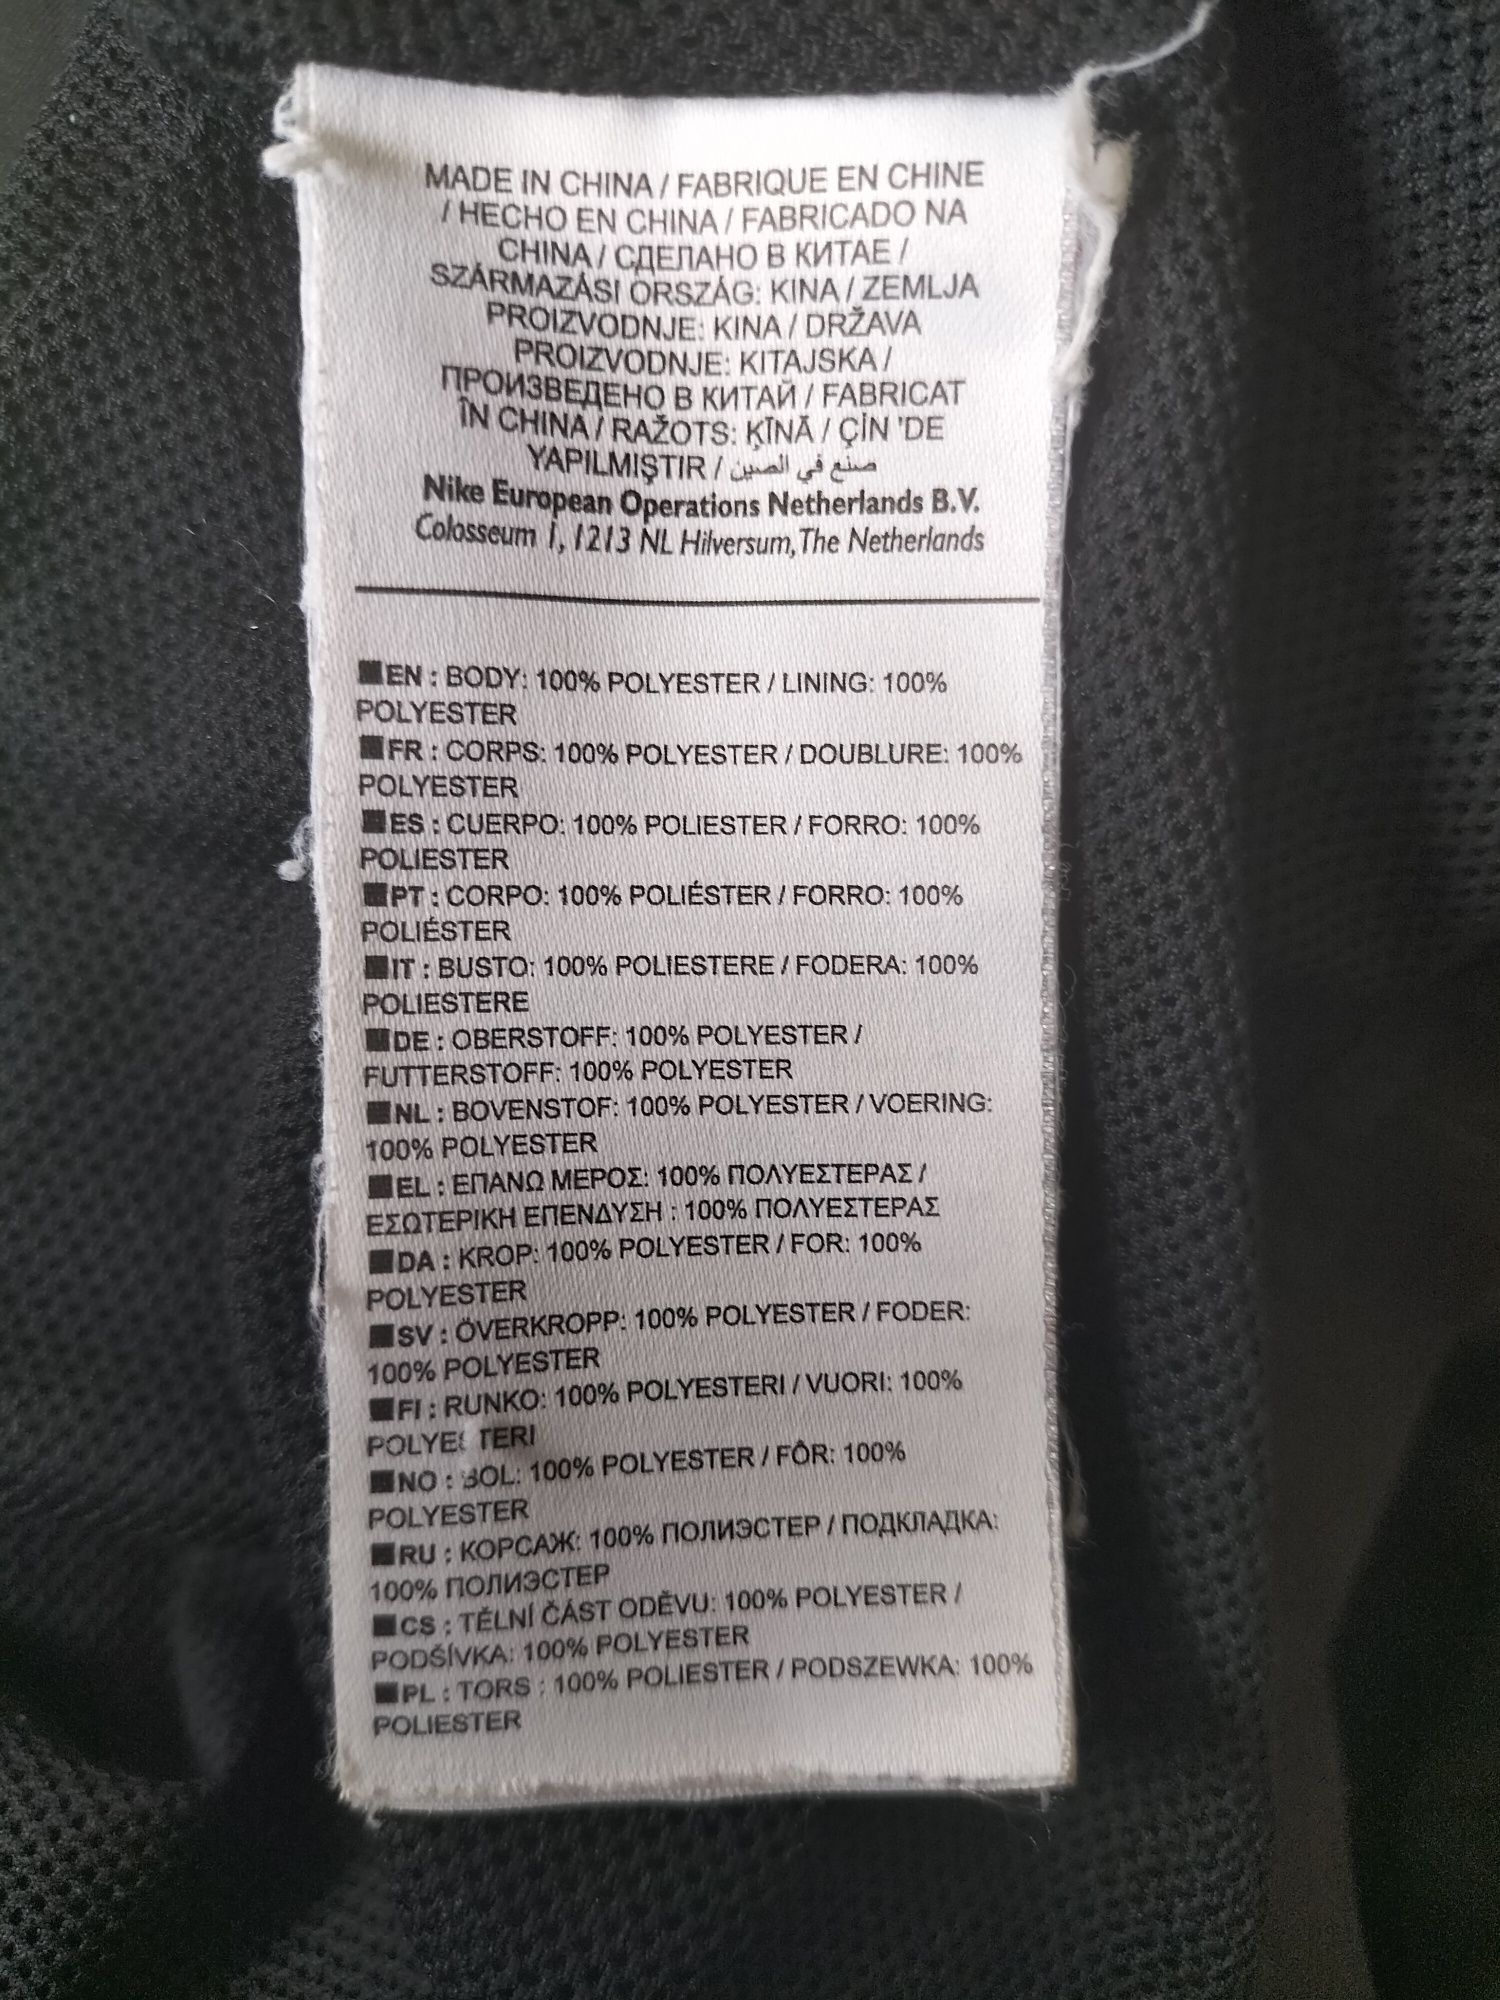 MADE IN CHINA / FABRIQUE EN CHINE
/ HECHO EN CHINA / FABRICADO NA
CHINA / СДЕЛАНО В КИТАЕ /
SZÁRMAZÁSI ORSZÁG: KINA / ZEMLJA
PROIZVODNJE: KINA / DRŽAVA
PROIZVODNJE: KITAJSKA /
ПРОИЗВЕДЕНО В КИТАЙ / FABRICAT
ÎN CHINA / RAŽOTS: ĶĪNĀ / ÇİN 'DE
YAPILMIŞTIR / صنع في الصين
Nike European Operations Netherlands B.V.
Colosseum 1, 1213 NL Hilversum, The Netherlands
■EN : BODY: 100% POLYESTER / LINING: 100%
POLYESTER
■FR : CORPS: 100% POLYESTER / DOUBLURE: 100%
POLYESTER
■ES : CUERPO: 100% POLIESTER / FORRO: 100%
POLIESTER
■PT : CORPO: 100% POLIÉSTER / FORRO: 100%
POLIÉSTER
■IT : BUSTO: 100% POLIESTERE / FODERA: 100%
POLIESTERE
■DE : OBERSTOFF: 100% POLYESTER /
FUTTERSTOFF: 100% POLYESTER
■NL : BOVENSTOF: 100% POLYESTER / VOERING:
100% POLYESTER
■EL : ΕΠΑΝΩ ΜΕΡΟΣ: 100% ΠΟΛΥΕΣΤΕΡΑΣ /
ΕΣΩΤΕΡΙΚΗ ΕΠΕΝΔΥΣΗ : 100% ΠΟΛΥΕΣΤΕΡΑΣ
■DA : KROP: 100% POLYESTER / FOR: 100%
POLYESTER
■SV : ÖVERKROPP: 100% POLYESTER / FODER:
100% POLYESTER
■FI : RUNKO: 100% POLYESTERI / VUORI: 100%
POLYESTERI
■NO : BOL: 100% POLYESTER / FÔR: 100%
POLYESTER
■RU : КОРСАЖ: 100% ПОЛИЭСТЕР / ПОДКЛАДКА:
100% ПОЛИЭСТЕР
■CS : TĚLNÍ ČÁST ODĚVU: 100% POLYESTER /
PODŠÍVKA: 100% POLYESTER
■PL : TORS : 100% POLIESTER / PODSZEWKA: 100%
POLIESTER